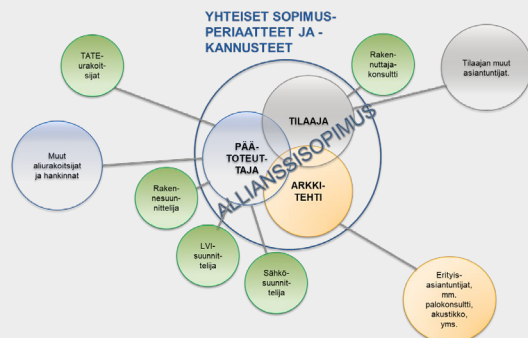 YHTEISET SOPIMUS-
PERIAATTEET JA -
KANNUSTEET
TATE-
urakoit-
sijat
Raken-
nuttaja-
konsultti
Tilaajan muut
asiantuntijat.
TILAAJA
PÄÄ-
TOTEUT-
TAJA
ALLIANSSISOPIMUS
Muut
aliurakoitsijat
ja hankinnat
ARKKI-
TEHTI
Raken-
nesuun-
nittelija
LVI-
suunnit-
telija
Sähkö-
suunnit-
telija
Erityis-
asiantuntijat,
mm.
palokonsultti,
akustikko,
yms.